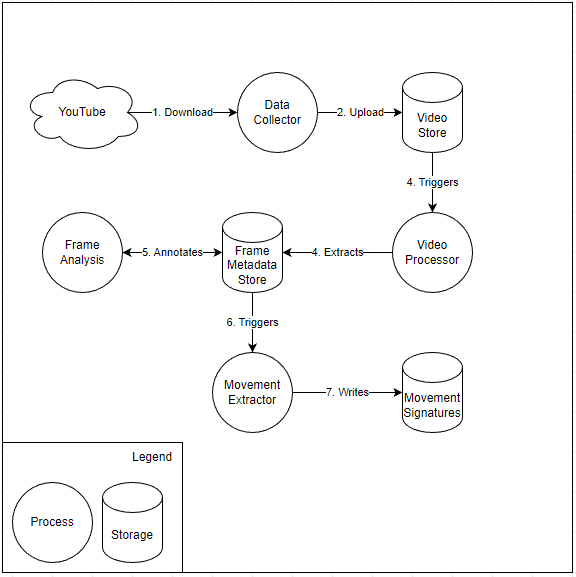 YouTube
1. Download
Data
Collector
2. Upload
Video
Store
4. Triggers
Frame
Analysis
5. Annotates
Frame
Metadata
Store
4. Extracts
Video
Processor
6. Triggers
Movement
Extractor
7. Writes
Movement
Signatures
Legend
Process
Storage